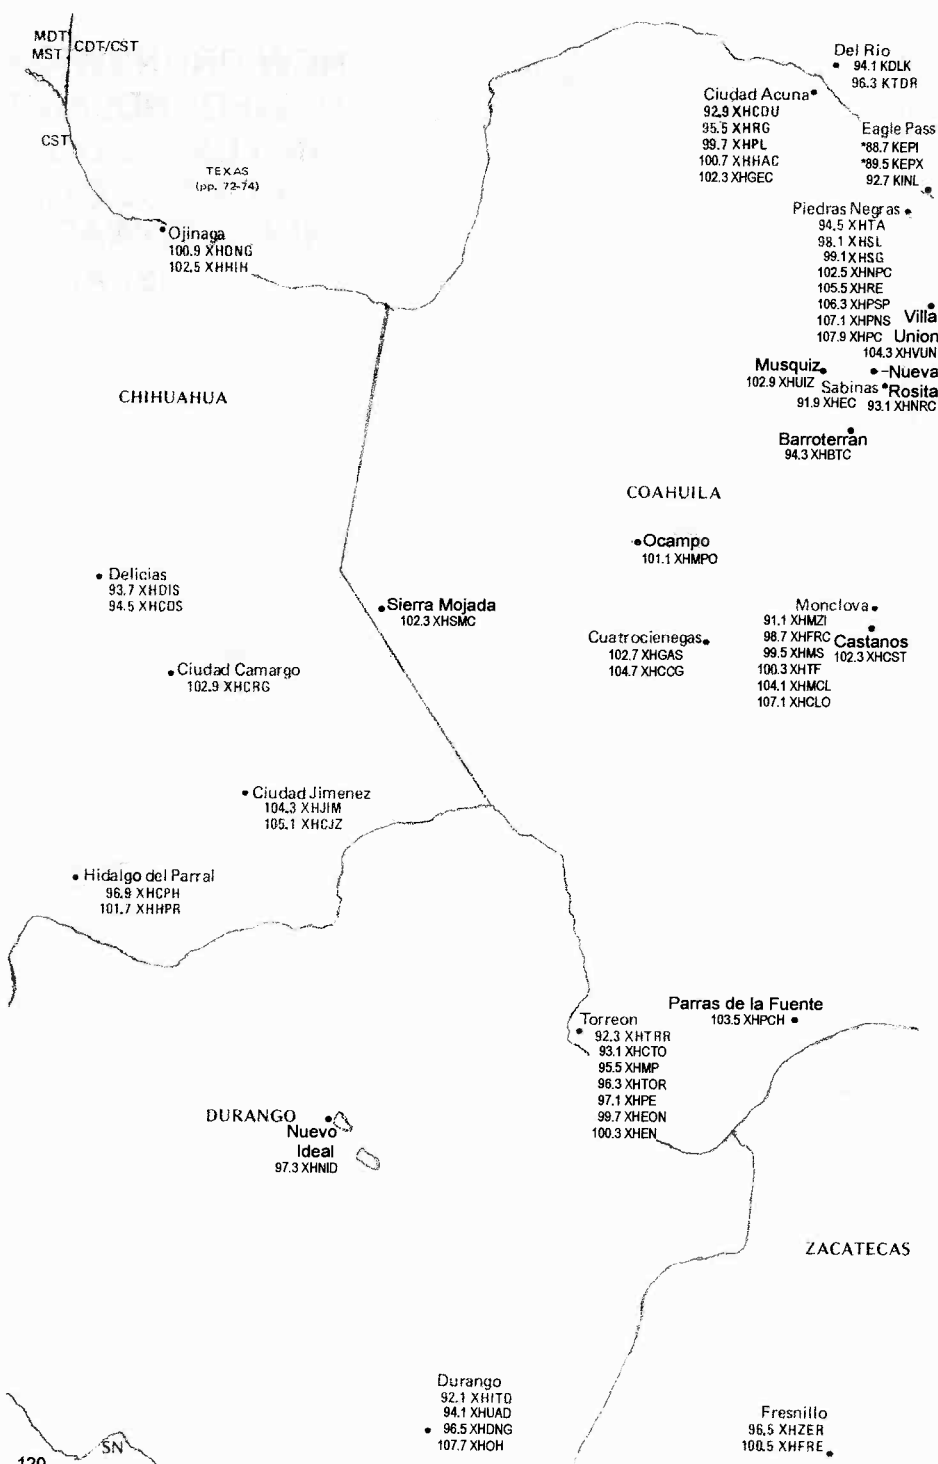 MDT
MST
CDT/CST
CST
TEXAS
(pp. 72-74)
Del Rio
94.1 KDLK
96.3 KTDR
Ciudad Acuna
92.9 XHCDU
95.5 XHRG
99.7 XHPL
100.7 XHHAC
102.3 XHGEC
Eagle Pass
*88.7 KEPI
*89.5 KEPX
92.7 KINL
Piedras Negras
94.5 XHTA
98.1 XHSL
99.1 XHSG
102.5 XHNPC
105.5 XHRE
106.3 XHPSP
107.1 XHPNS
107.9 XHPC
Villa
Union
104.3 XHVUN
Ojinaga
100.9 XHDNG
102.5 XHHIH
CHIHUAHUA
Musquiz
102.9 XHUIZ
Nueva
Rosita
93.1 XHNRC
Sabinas
91.9 XHEC
Barroterran
94.3 XHBTC
COAHUILA
Ocampo
101.1 XHMPO
Delicias
93.7 XHDIS
94.5 XHCDS
Sierra Mojada
102.3 XHSMC
Monclova
91.1 XHMZI
98.7 XHFRC
99.5 XHMS
100.3 XHTF
104.1 XHMCL
107.1 XHCLO
Castanos
102.3 XHCST
Cuatrocienegas
102.7 XHGAS
104.7 XHCCG
Ciudad Camargo
102.9 XHCRG
Ciudad Jimenez
104.3 XHJIM
105.1 XHCJZ
Hidalgo del Parral
96.9 XHCPH
101.7 XHHPR
Parras de la Fuente
103.5 XHPCH
Torreon
92.3 XHTRR
93.1 XHCTO
95.5 XHMP
96.3 XHTOR
97.1 XHPE
99.7 XHEON
100.3 XHEN
DURANGO
Nuevo
Ideal
97.3 XHNID
ZACATECAS
Durango
92.1 XHITD
94.1 XHUAD
96.5 XHDNG
107.7 XHOH
Fresnillo
96.5 XHZER
100.5 XHFRE
SN